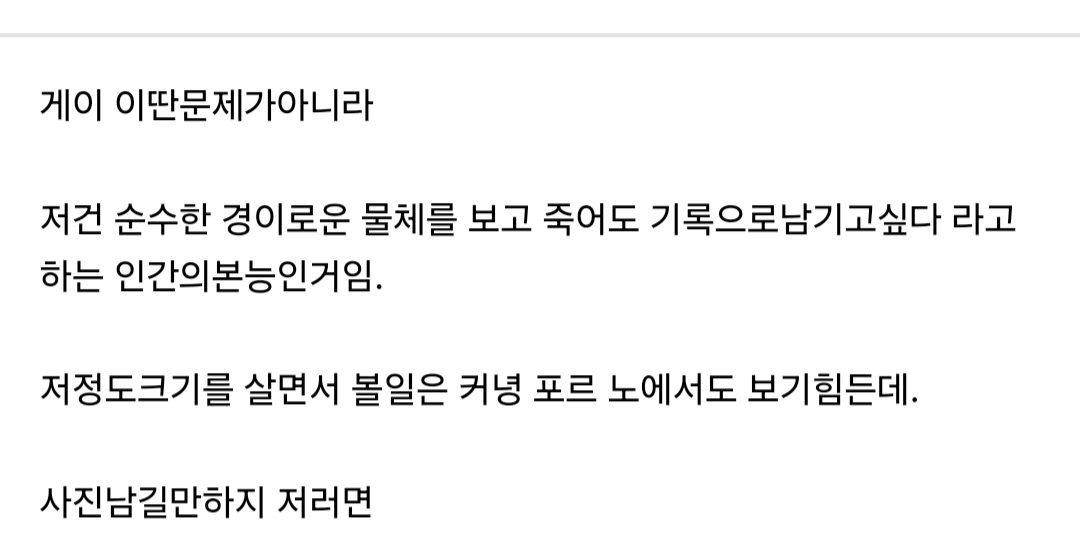 게이 이딴문제가아니라
저건 순수한 경이로운 물체를 보고 죽어도 기록으로남기고싶다 라고
하는 인간의본능인거임.
저정도크기를 살면서 볼일은 커녕 포르 노에서도 보기힘든데.
사진남길만하지 저러면